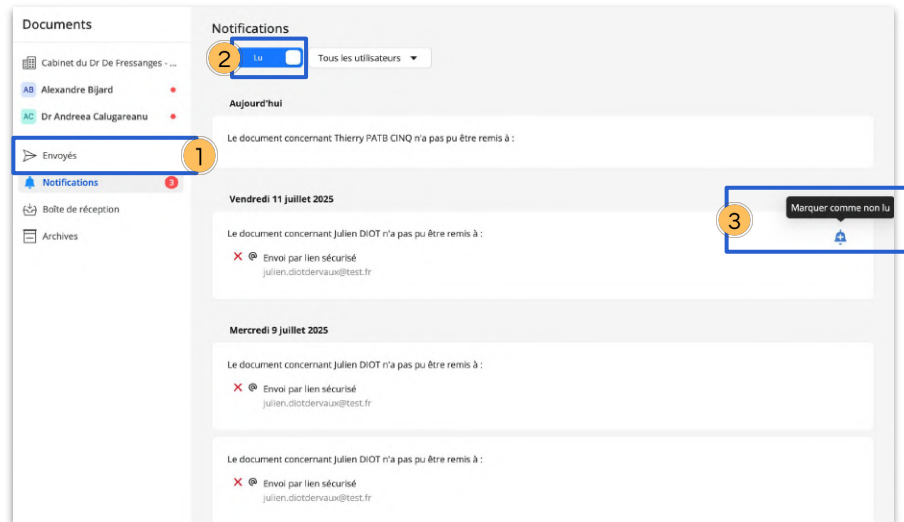 Documents
Cabinet du Dr De Fressanges - ...
AB Alexandre Bijard
AC Dr Andreea Calugareanu
Envoyés
1
Notifications
3
Boîte de réception
Archives
Notifications
2
Lu
Tous les utilisateurs
Aujourd'hui
Le document concernant Thierry PATB CINQ n'a pas pu être remis à :
Vendredi 11 juillet 2025
Marquer comme non lu
3
Le document concernant Julien DIOT n'a pas pu être remis à :
@ Envoi par lien sécurisé
julien.diotdervaux@test.fr
Mercredi 9 juillet 2025
Le document concernant Julien DIOT n'a pas pu être remis à :
@ Envoi par lien sécurisé
julien.diotdervaux@test.fr
Le document concernant Julien DIOT n'a pas pu être remis à :
@ Envoi par lien sécurisé
julien.diotdervaux@test.fr